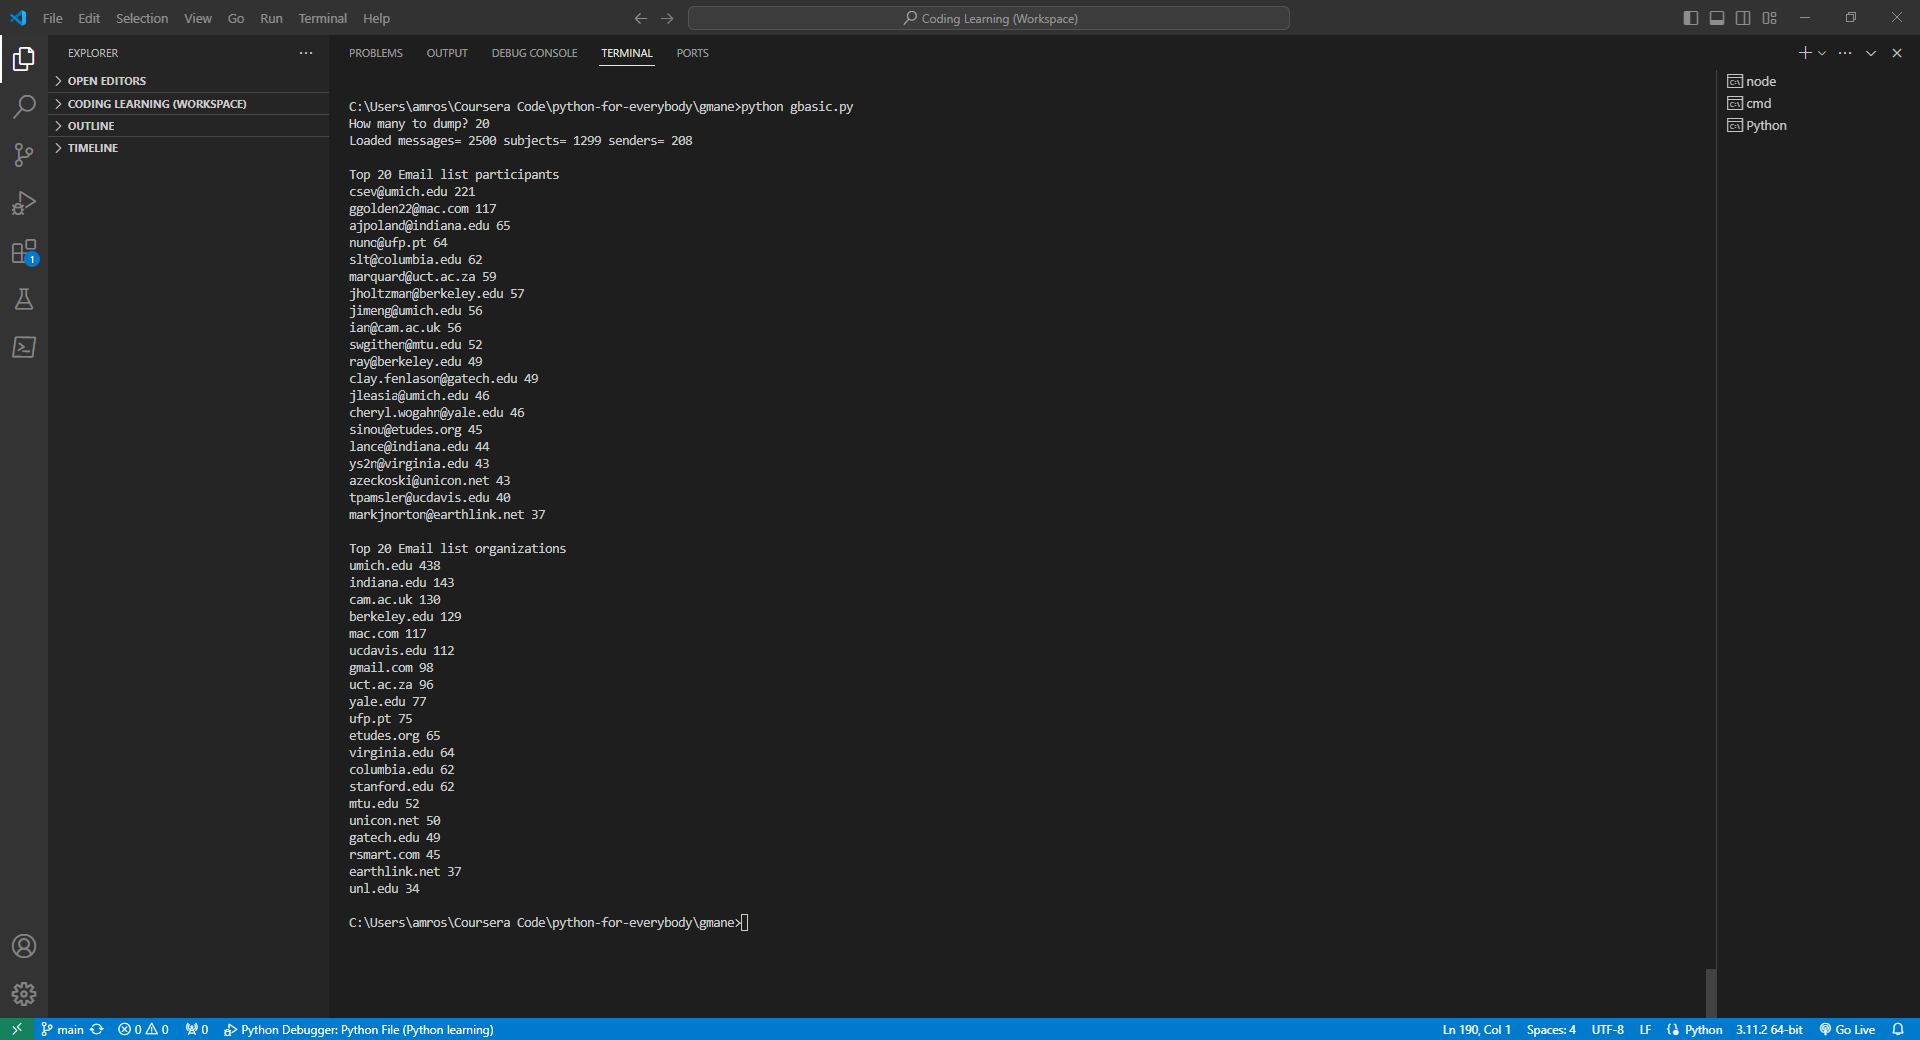 File Edit Selection View Go Run Terminal Help
Coding Learning (Workspace)
EXPLORER
OPEN EDITORS
CODING LEARNING (WORKSPACE)
OUTLINE
TIMELINE
1
PROBLEMS OUTPUT DEBUG CONSOLE TERMINAL PORTS
C:\Users\amros\Coursera Code\python-for-everybody\gmane>python gbasic.py
How many to dump? 20
Loaded messages= 2500 subjects= 1299 senders= 208
Top 20 Email list participants
csev@umich.edu 221
ggolden22@mac.com 117
ajpoland@indiana.edu 65
nuno@ufp.pt 64
slt@columbia.edu 62
marquard@uct.ac.za 59
jholtzman@berkeley.edu 57
jimeng@umich.edu 56
ian@cam.ac.uk 56
swgithen@mtu.edu 52
ray@berkeley.edu 49
clay.fenlason@gatech.edu 49
jleasia@umich.edu 46
cheryl.wogahn@yale.edu 46
sinou@etudes.org 45
lance@indiana.edu 44
ys2n@virginia.edu 43
azeckoski@unicon.net 43
tpamsler@ucdavis.edu 40
markjnorton@earthlink.net 37
Top 20 Email list organizations
umich.edu 438
indiana.edu 143
cam.ac.uk 130
berkeley.edu 129
mac.com 117
ucdavis.edu 112
gmail.com 98
uct.ac.za 96
yale.edu 77
ufp.pt 75
etudes.org 65
virginia.edu 64
columbia.edu 62
stanford.edu 62
mtu.edu 52
unicon.net 50
gatech.edu 49
rsmart.com 45
earthlink.net 37
unl.edu 34
C:\Users\amros\Coursera Code\python-for-everybody\gmane>
node
cmd
Python
main 0 0 0 Python Debugger: Python File (Python learning) Ln 190, Col 1 Spaces: 4 UTF-8 LF Python 3.11.2 64-bit Go Live